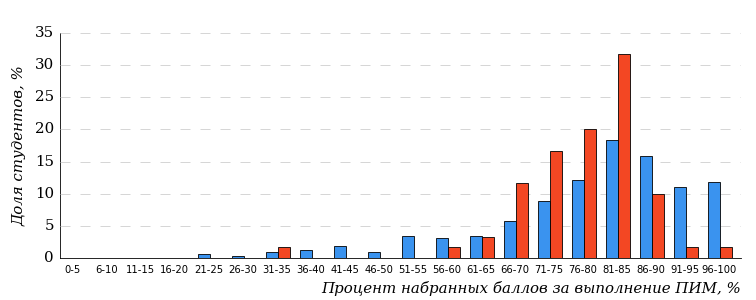 35
30
25
20
15
10
5
0
Доля студентов, %
0-5 6-10 11-15 16-20 21-25 26-30 31-35 36-40 41-45 46-50 51-55 56-60 61-65 66-70 71-75 76-80 81-85 86-90 91-95 96-100
Процент набранных баллов за выполнение ПИМ, %